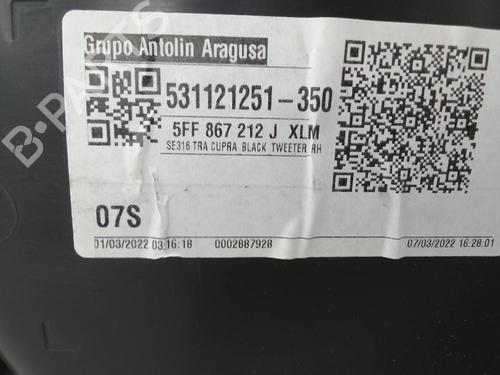 Grupo Antolin Aragusa
531121251-350
5FF 867 212 J XLM
SE316 TRA CUPRA BLACK TWEETER RH
07S
01/03/2022 03:16:18 0002887928 07/03/2022 16:28:01